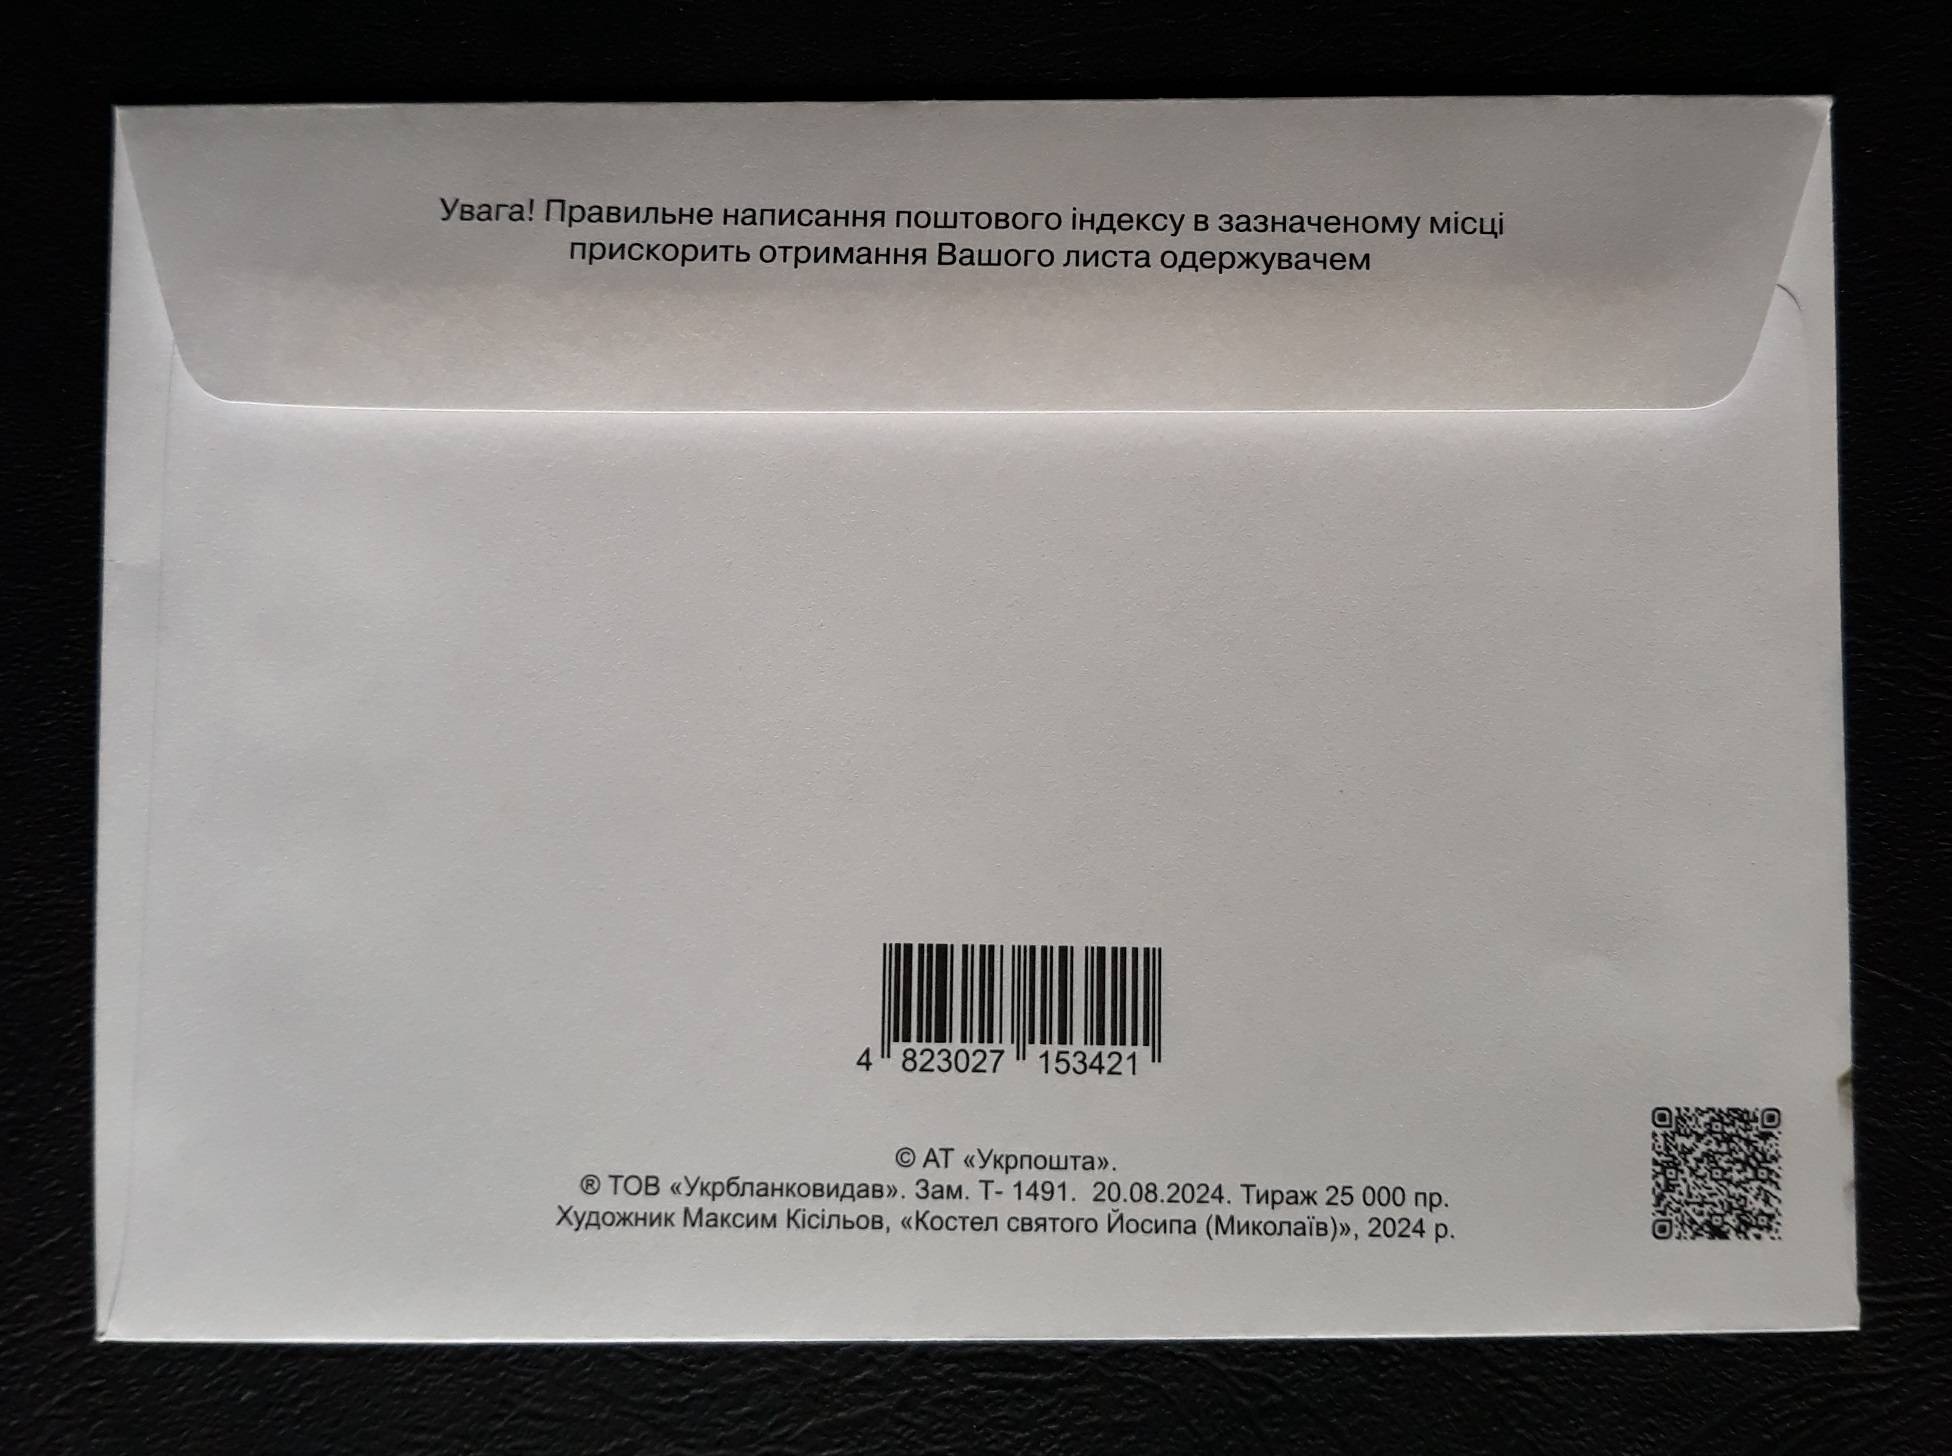 Увага! Правильне написання поштового індексу в зазначеному місці
прискорить отримання Вашого листа одержувачем
4 823027 153421
© АТ «Укрпошта».
® ТОВ «Укрбланковидав». Зам. Т- 1491. 20.08.2024. Тираж 25 000 пр.
Художник Максим Кісільов, «Костел святого Йосипа (Миколаїв)», 2024 р.